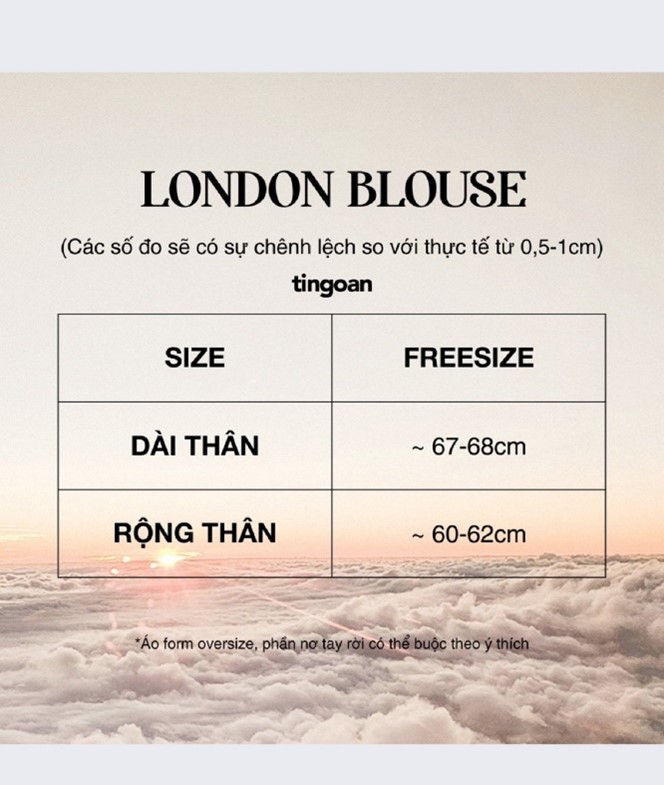 LONDON BLOUSE
(Các số đo sẽ có sự chênh lệch so với thực tế từ 0,5-1cm)
tingoan
SIZE FREESIZE
DÀI THÂN ~ 67-68cm
RỘNG THÂN ~ 60-62cm
*Áo form oversize, phần nơ tay rời có thể buộc theo ý thích